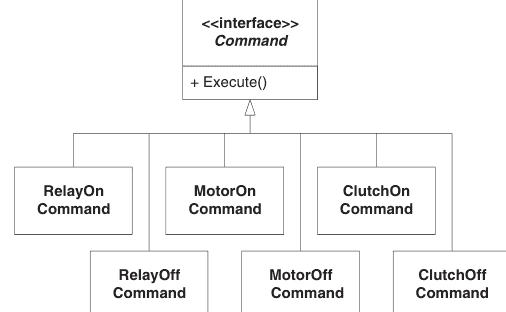 <<interface>>
Command
+ Execute()
RelayOn
Command
MotorOn
Command
ClutchOn
Command
RelayOff
Command
MotorOff
Command
ClutchOff
Command